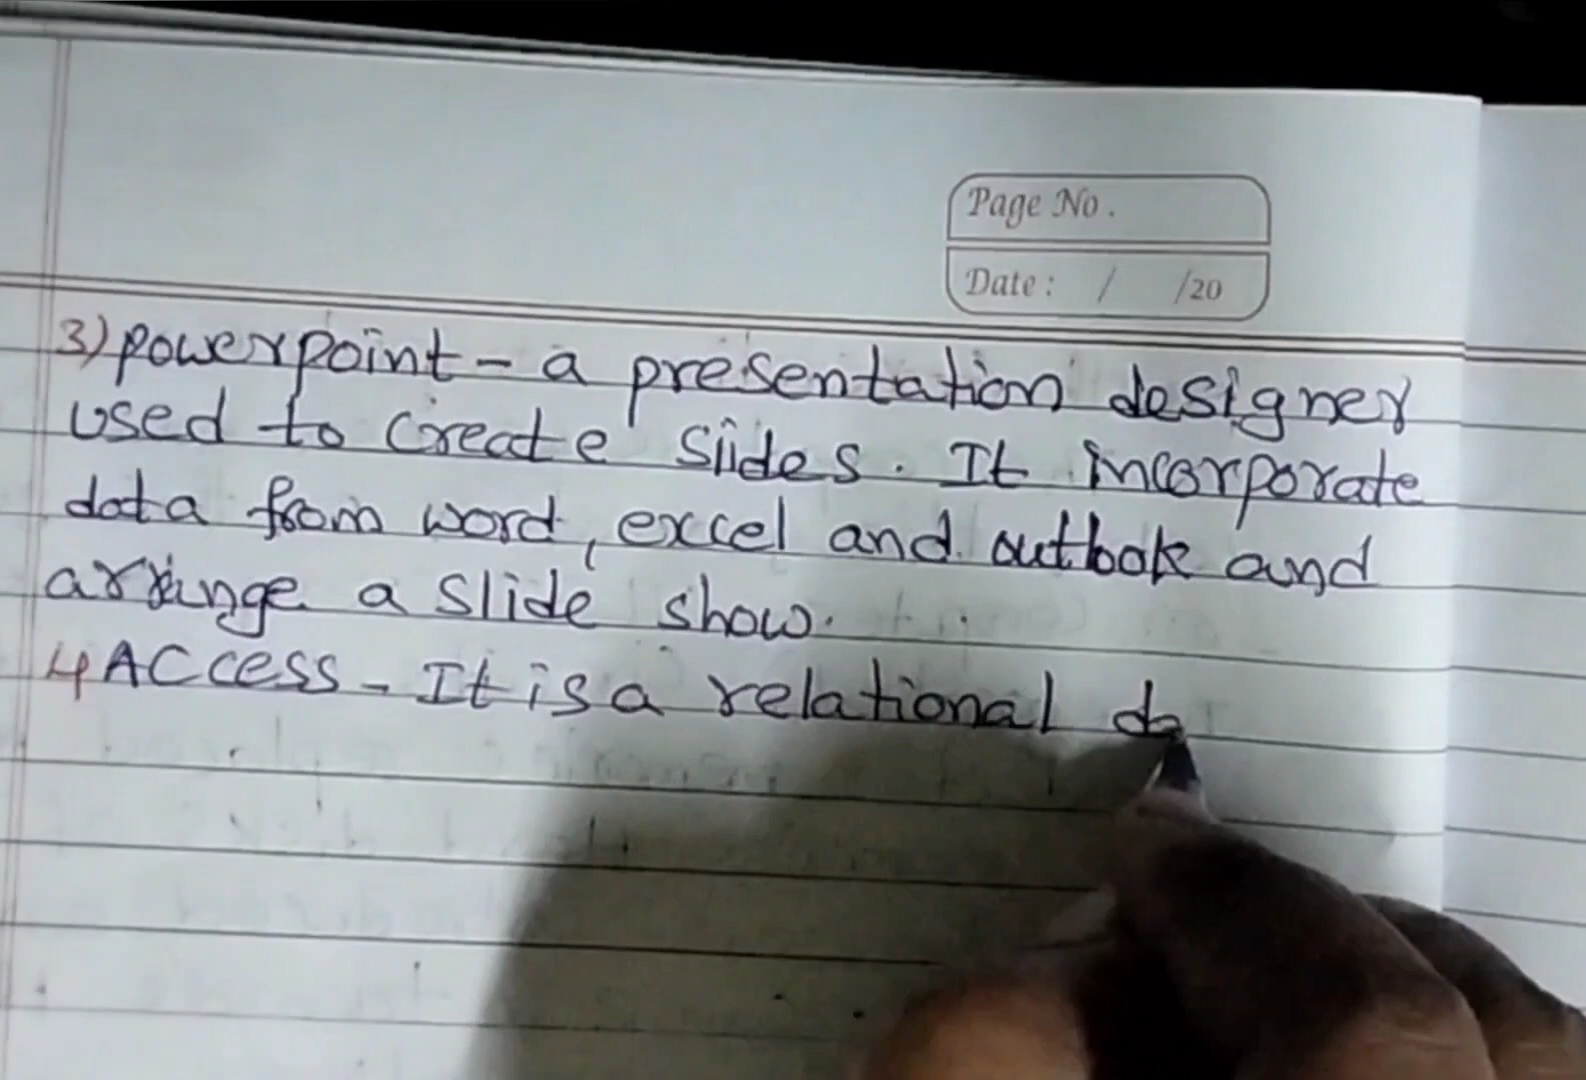 Page No.
Date: / /20
3) powerpoint - a presentation designer
used to create slides. It incorporate
data from word, excel and outlook and
arrange a slide show.
4 Access - It is a relational da